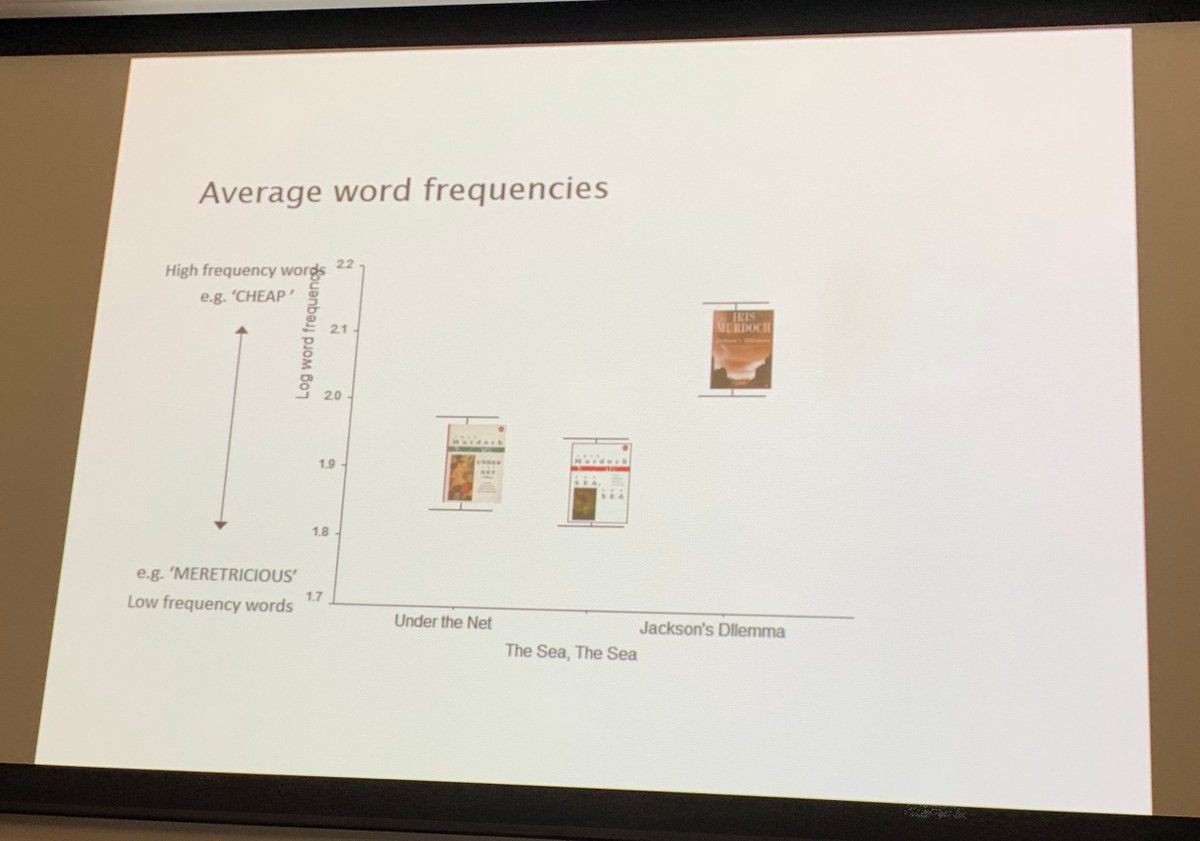 Average word frequencies
High frequency words
e.g. ‘CHEAP ’
Log word frequency
2.2
2.1
2.0
1.9
1.8
1.7
e.g. ‘MERETRICIOUS’
Low frequency words
IRIS
MURDOCH
Jackson's Dilemma
IRIS
Murdoch
UNDER
THE
NET
IRIS
Murdoch
THE
SEA,
THE
SEA
Under the Net
The Sea, The Sea
Jackson's DIlemma